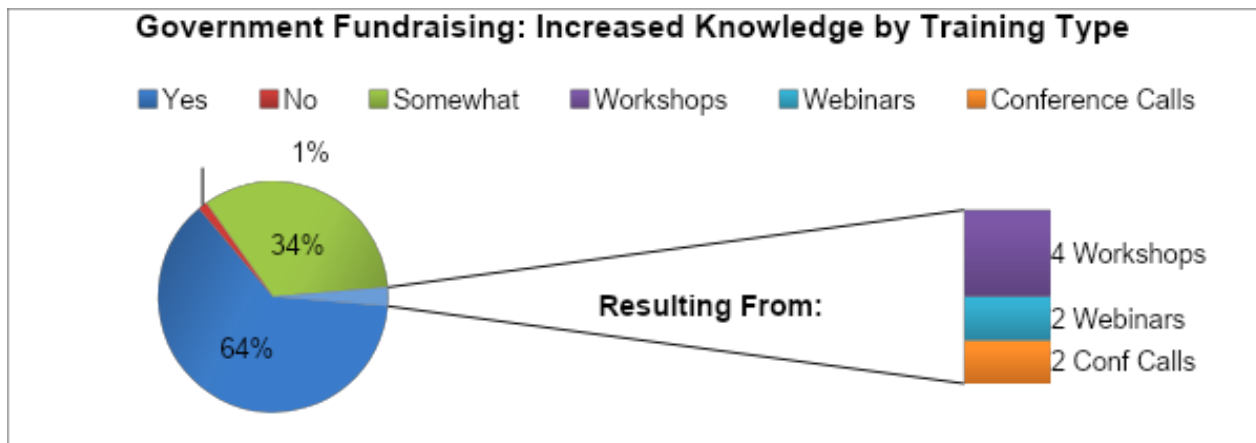 Government Fundraising: Increased Knowledge by Training Type
Yes No Somewhat Workshops Webinars Conference Calls
1%
34%
64%
Resulting From:
4 Workshops
2 Webinars
2 Conf Calls